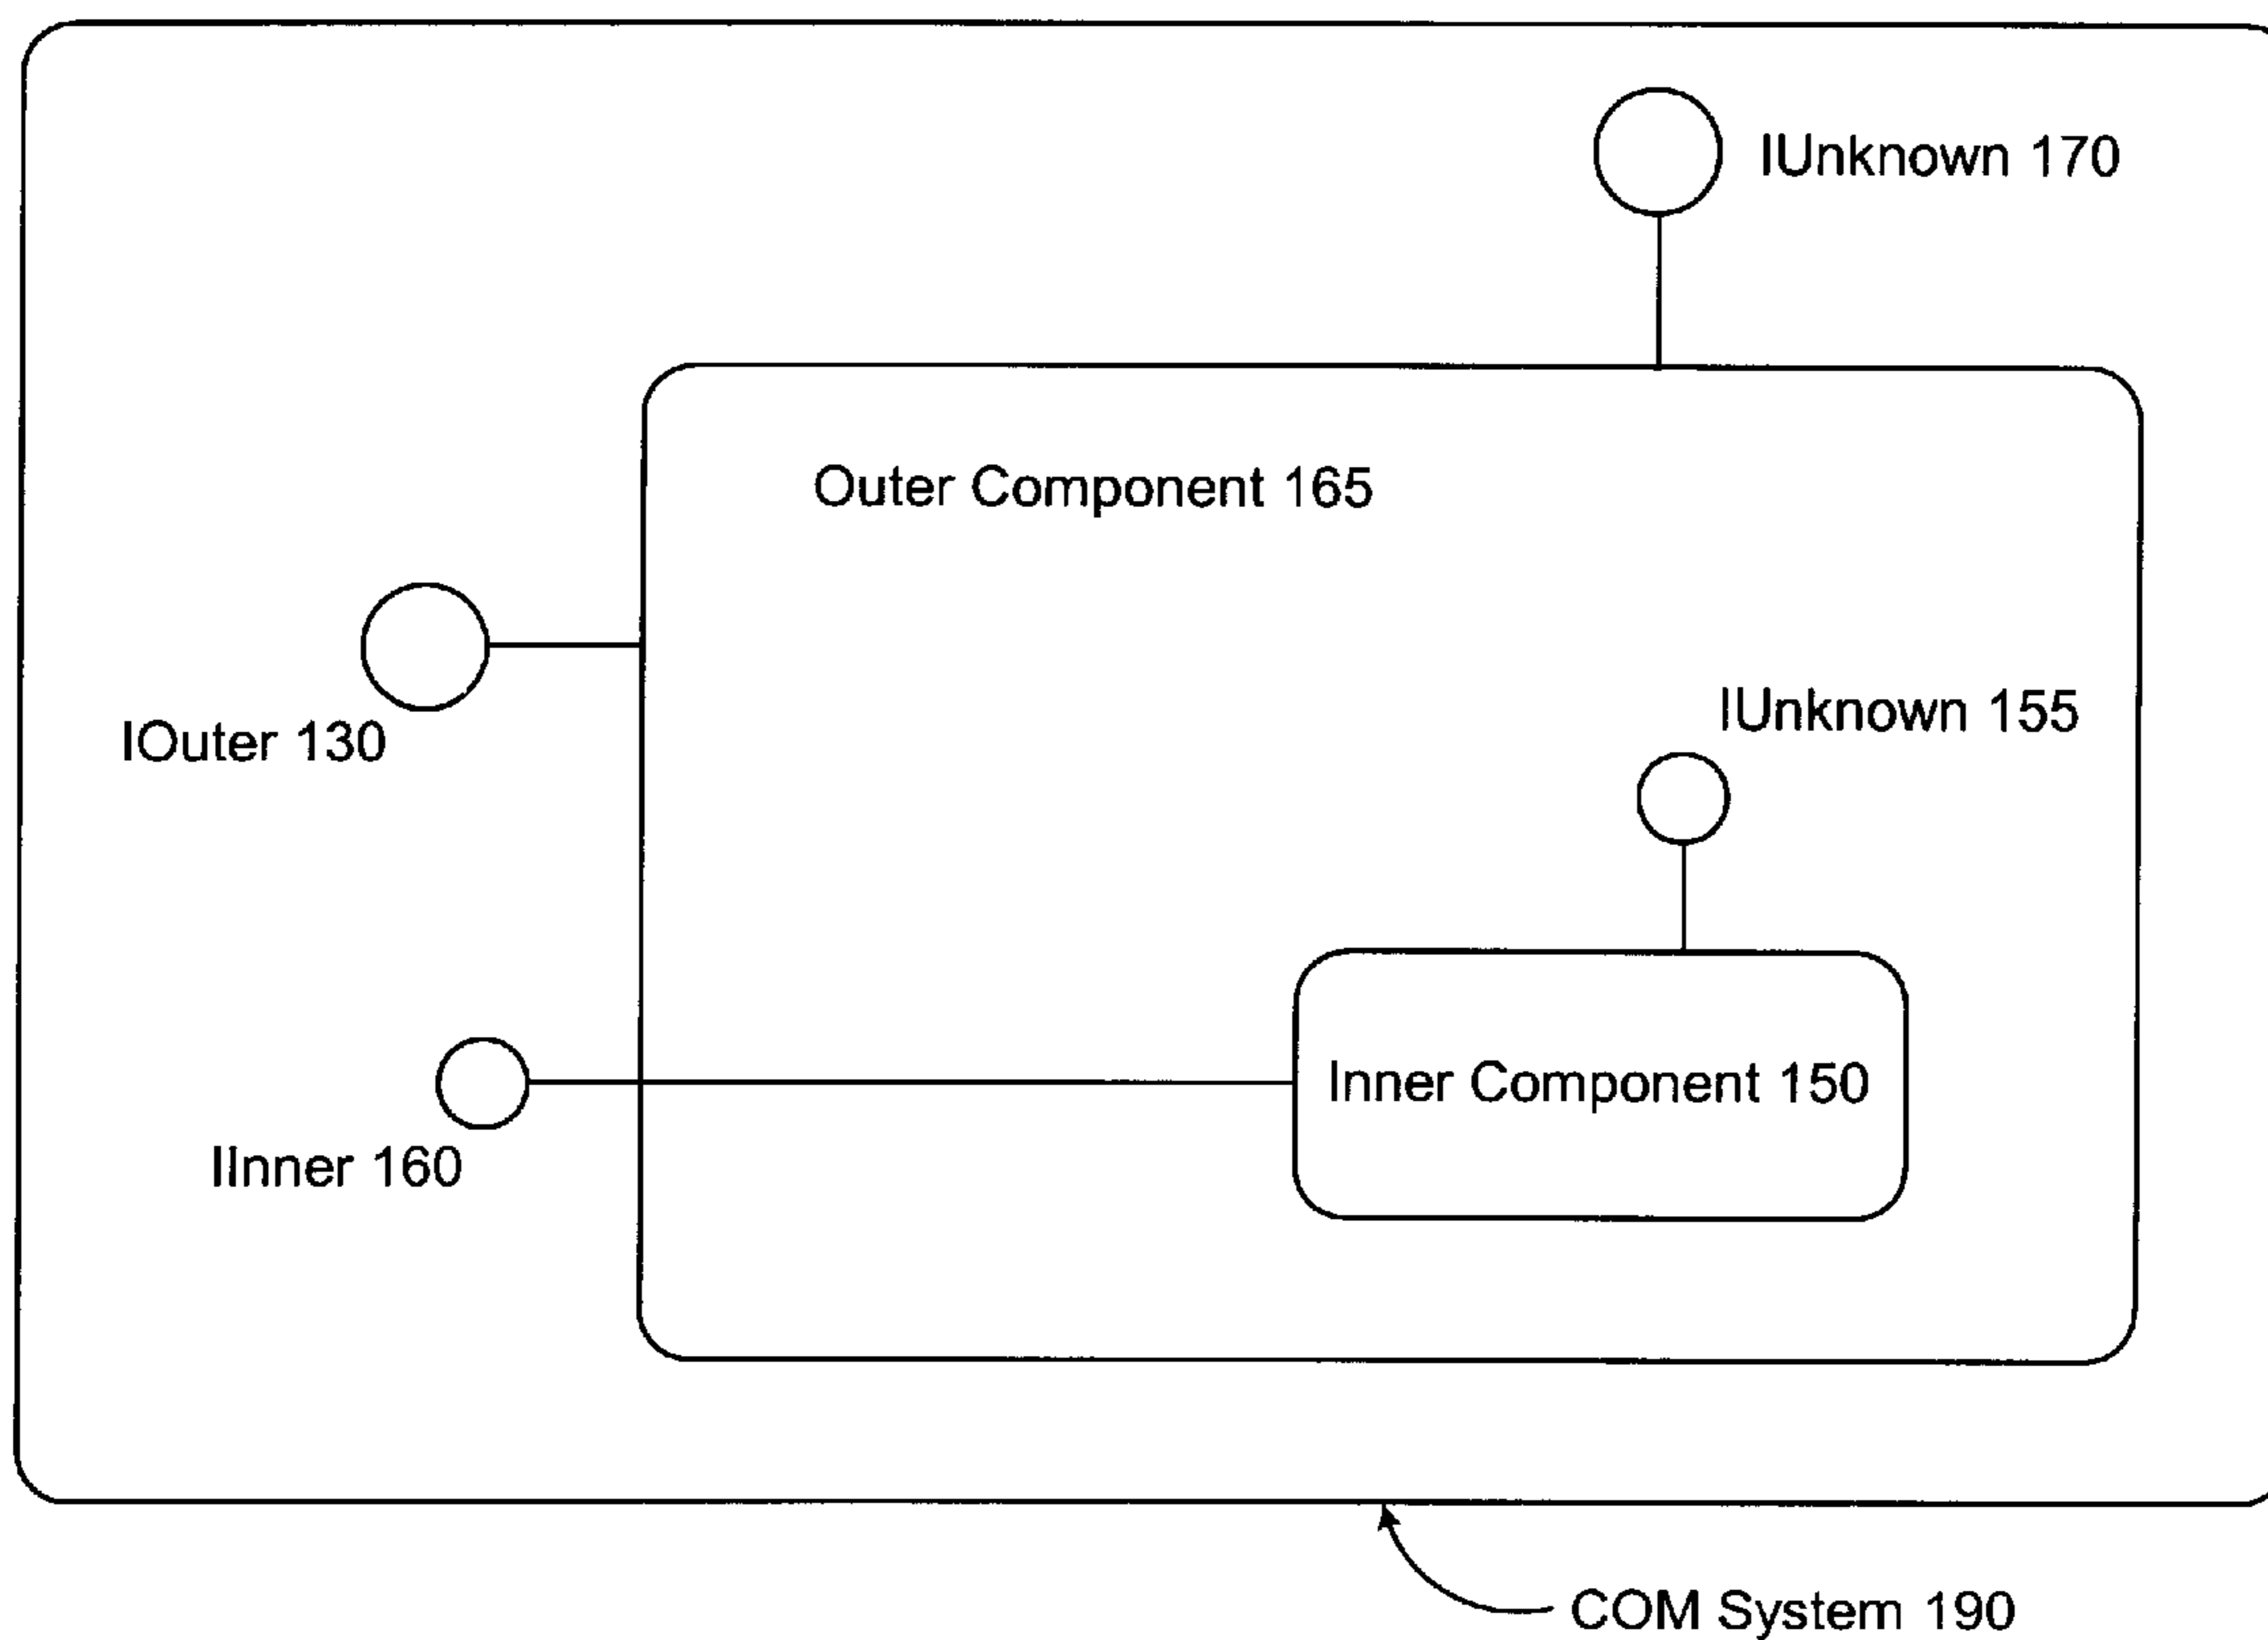 IUnknown 170
Outer Component 165
IUnknown 155
IOuter 130
Inner Component 150
IInner 160
COM System 190